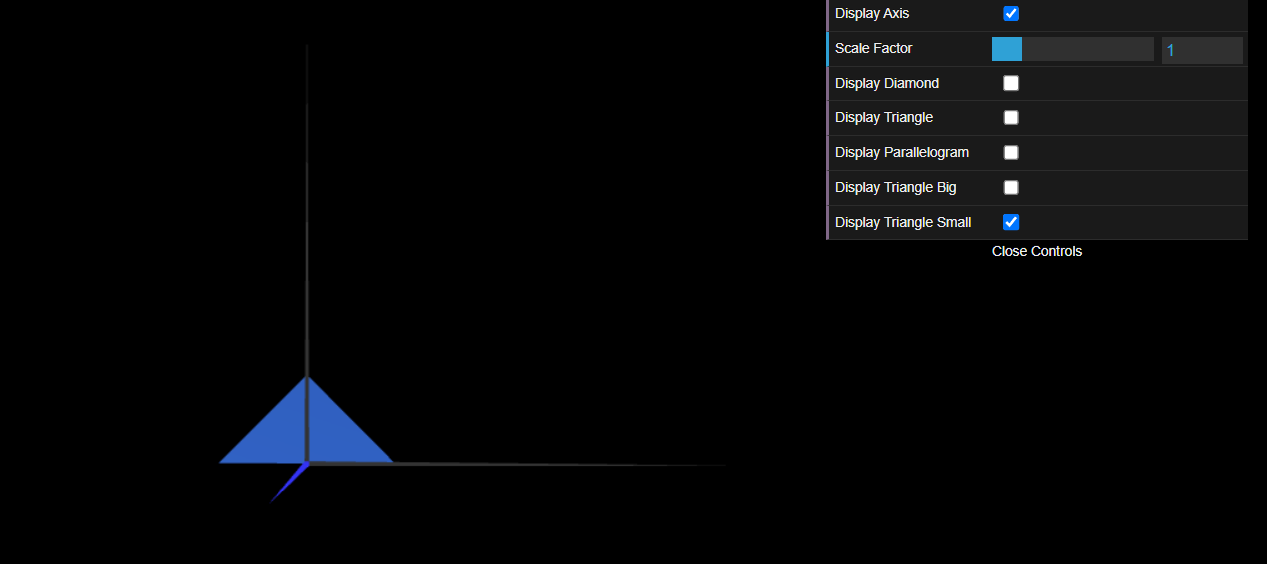 Display Axis
Scale Factor 1
Display Diamond
Display Triangle
Display Parallelogram
Display Triangle Big
Display Triangle Small
Close Controls